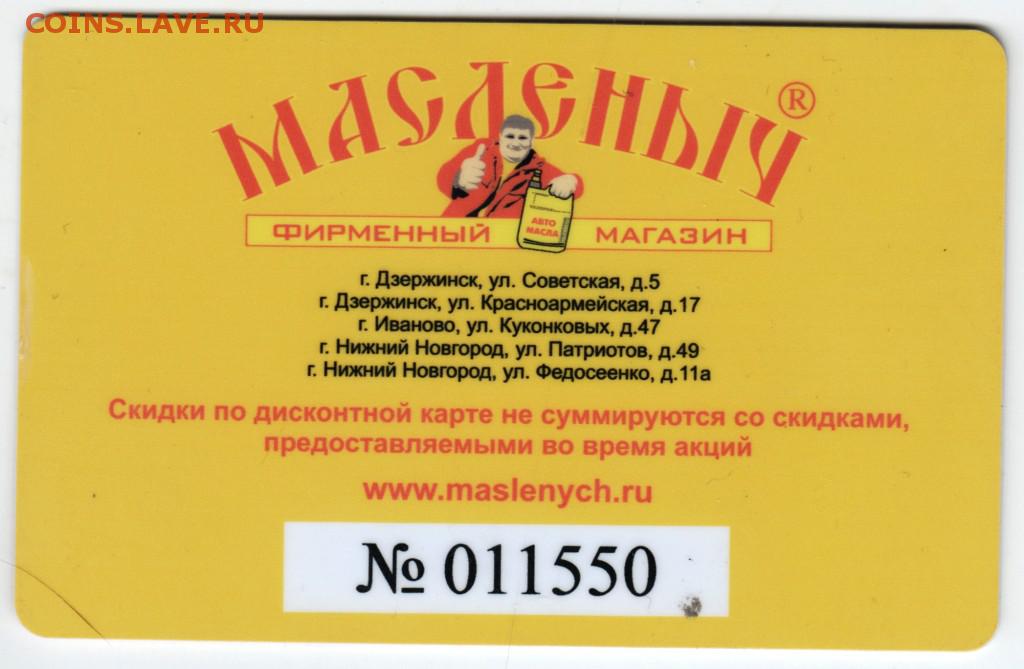 COINS.LAVE.RU
МАСЛЕНЫЧ®
АВТО
МАСЛА
ФИРМЕННЫЙ МАГАЗИН
г. Дзержинск, ул. Советская, д.5
г. Дзержинск, ул. Красноармейская, д.17
г. Иваново, ул. Куконковых, д.47
г. Нижний Новгород, ул. Патриотов, д.49
г. Нижний Новгород, ул. Федосеенко, д.11а
Скидки по дисконтной карте не суммируются со скидками,
предоставляемыми во время акций
www.maslenych.ru
№ 011550